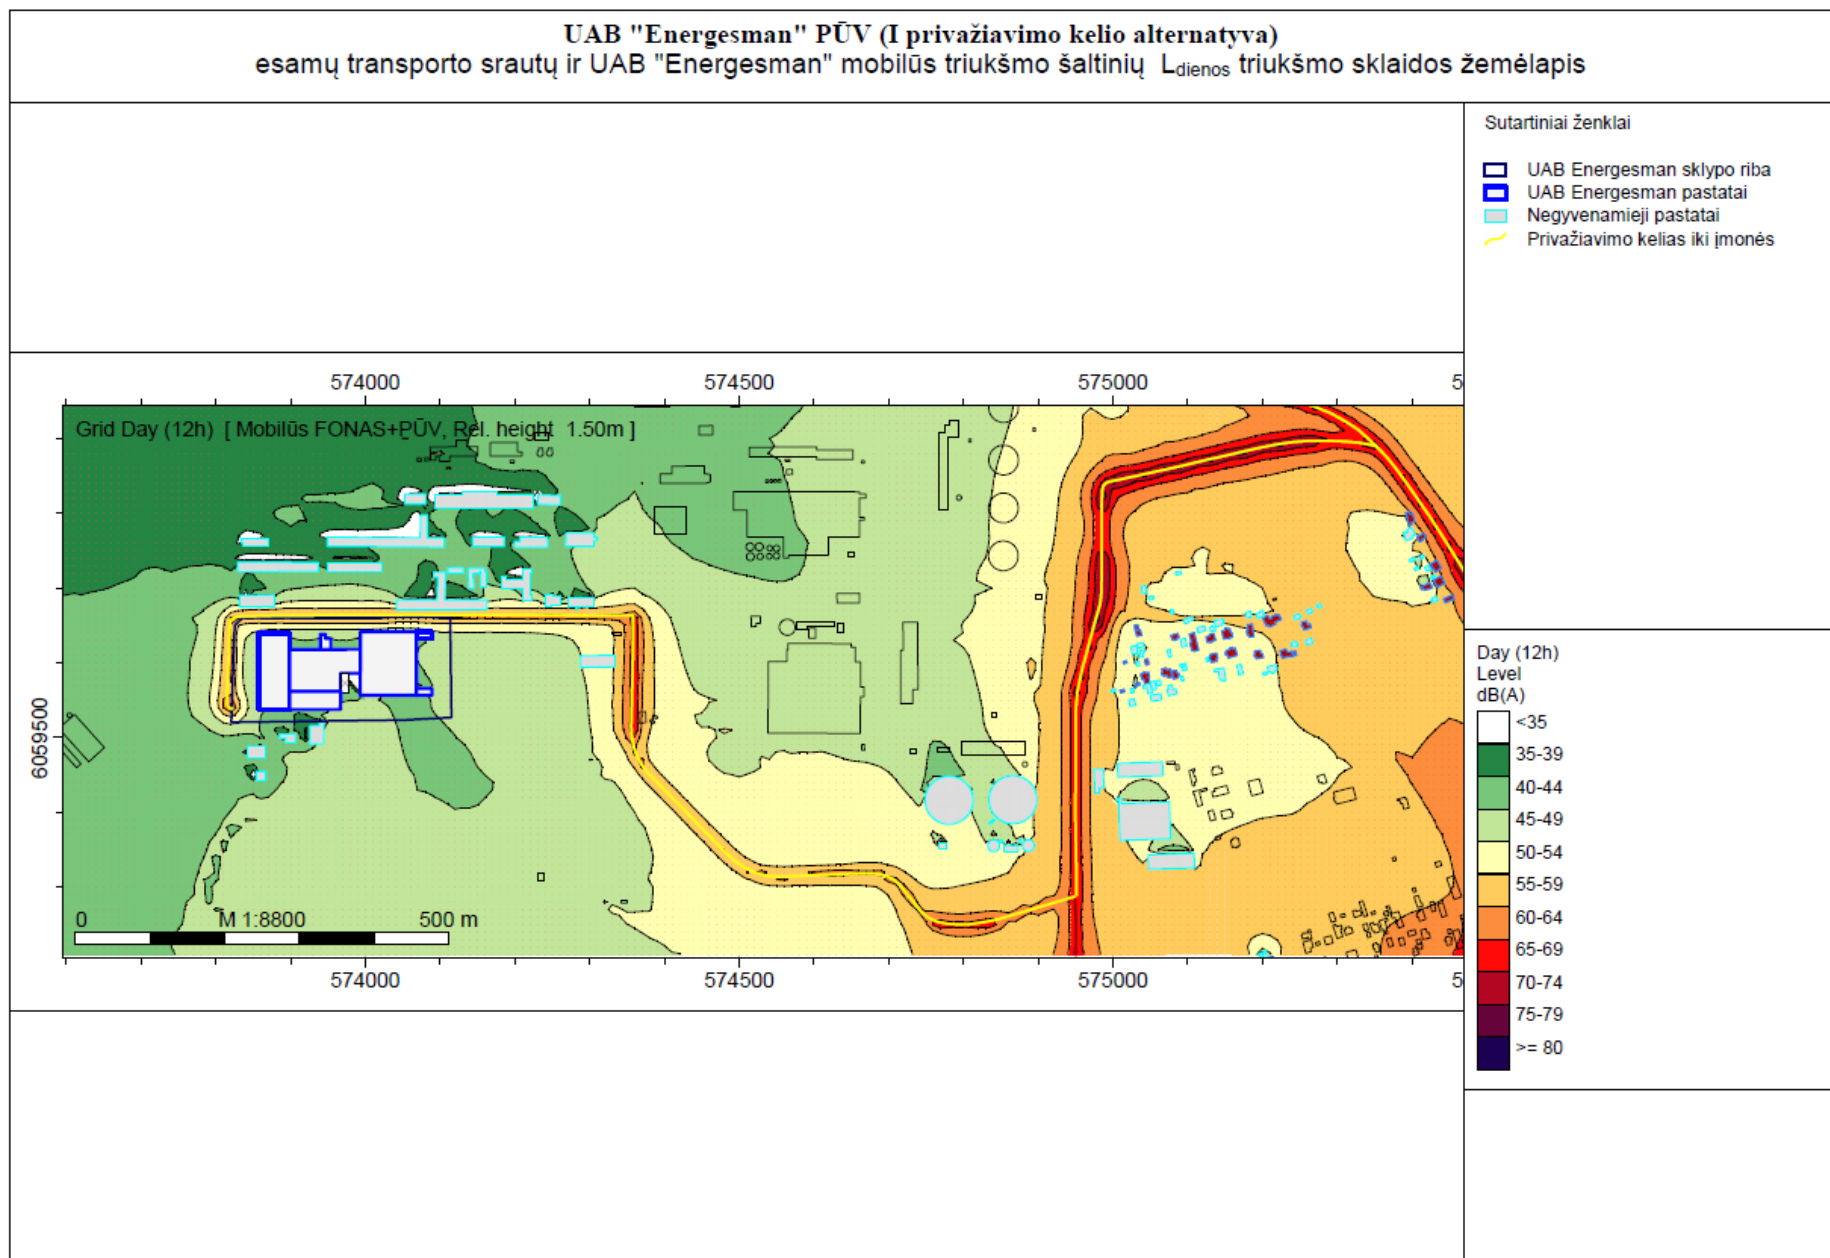 UAB "Energesman" PŪV (I privažiavimo kelio alternatyva)
esamų transporto srautų ir UAB "Energesman" mobilūs triukšmo šaltinių Ldienos triukšmo sklaidos žemėlapis
Sutartiniai ženklai
UAB Energesman sklypo riba
UAB Energesman pastatai
Negyvenamieji pastatai
Privažiavimo kelias iki įmonės
574000 574500 575000 5
Grid Day (12h) [ Mobilūs FONAS+PŪV, Rel. height 1.50m ]
6059500
0 M 1:8800 500 m
574000 574500 575000 5
Day (12h)
Level
dB(A)
<35
35-39
40-44
45-49
50-54
55-59
60-64
65-69
70-74
75-79
>= 80